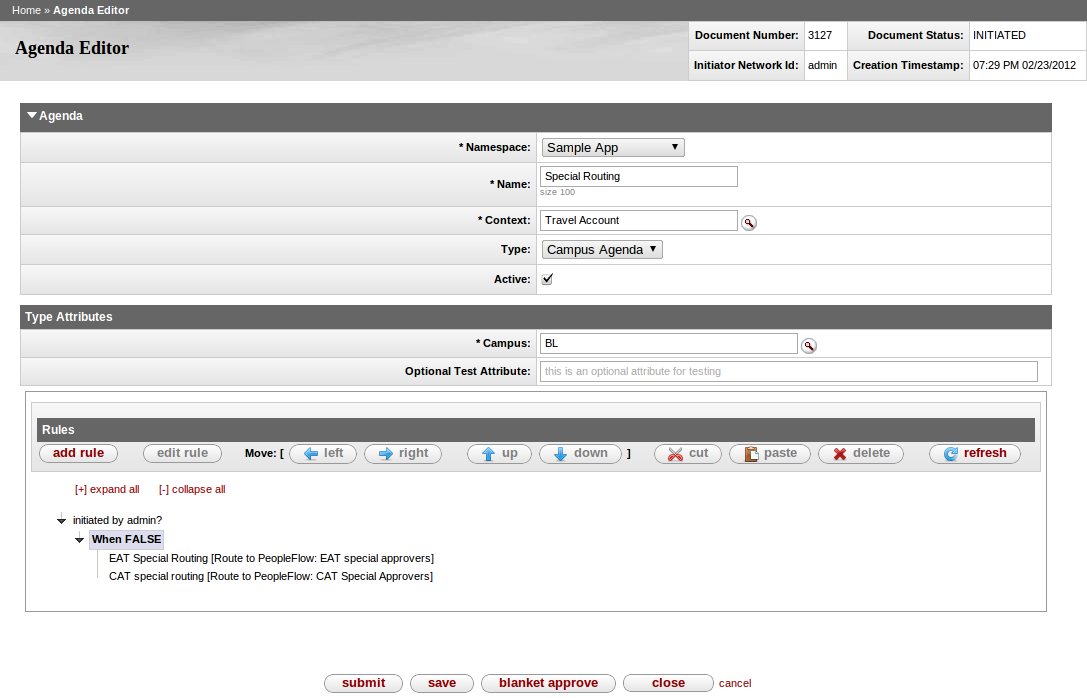 Home » Agenda Editor
Agenda Editor
Document Number: 3127 Document Status: INITIATED
Initiator Network Id: admin Creation Timestamp: 07:29 PM 02/23/2012
Agenda
* Namespace: Sample App
* Name: Special Routing
size 100
* Context: Travel Account
Type: Campus Agenda
Active:
Type Attributes
* Campus: BL
Optional Test Attribute: this is an optional attribute for testing
Rules
add rule edit rule Move: [ left right up down ] cut paste delete refresh
[+] expand all [-] collapse all
initiated by admin?
When FALSE
EAT Special Routing [Route to PeopleFlow: EAT special approvers]
CAT special routing [Route to PeopleFlow: CAT Special Approvers]
submit save blanket approve close cancel